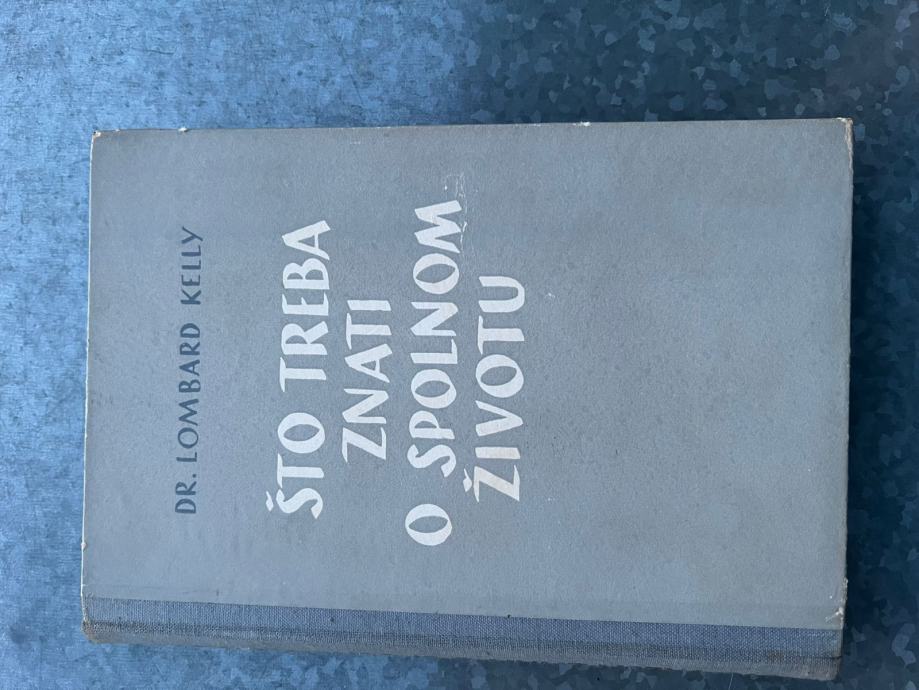 DR. LOMBARD KELLY
ŠTO TREBA
ZNATI
O SPOLNOM
ŽIVOTU